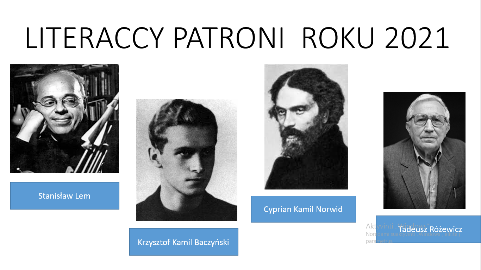 LITERACCY PATRONI ROKU 2021
Stanisław Lem
Krzysztof Kamil Baczyński
Cyprian Kamil Norwid
Tadeusz Różewicz